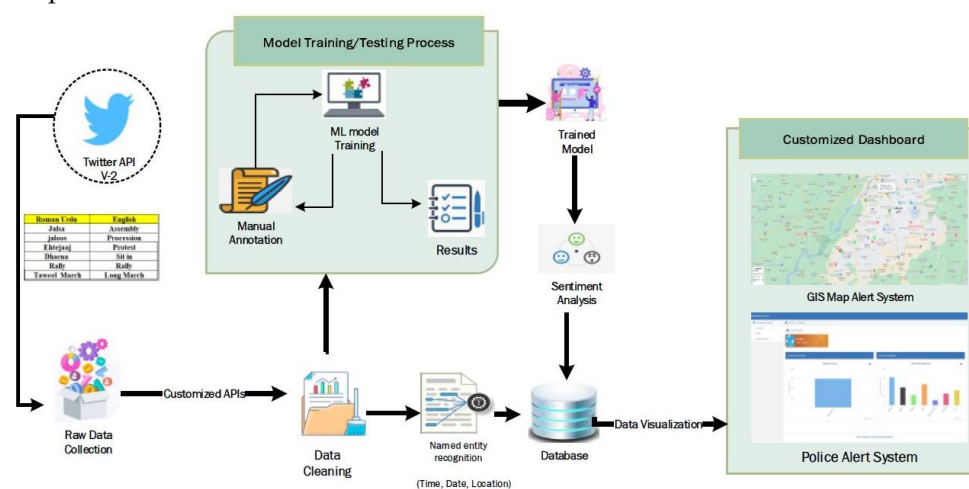 Model Training/Testing Process
ML model
Training
Manual
Annotation
Results
Twitter API
V-2
Roman Urdu English
Jalsa Assembly
jaloos Procession
Ehtejaaj Protest
Dharna Sit in
Rally Rally
Taweel March Long March
Raw Data
Collection
Customized APIs
Data
Cleaning
Named entity
recognition
(Time, Date, Location)
Trained
Model
Sentiment
Analysis
Database
Data Visualization
Customized Dashboard
GIS Map Alert System
Police Alert System